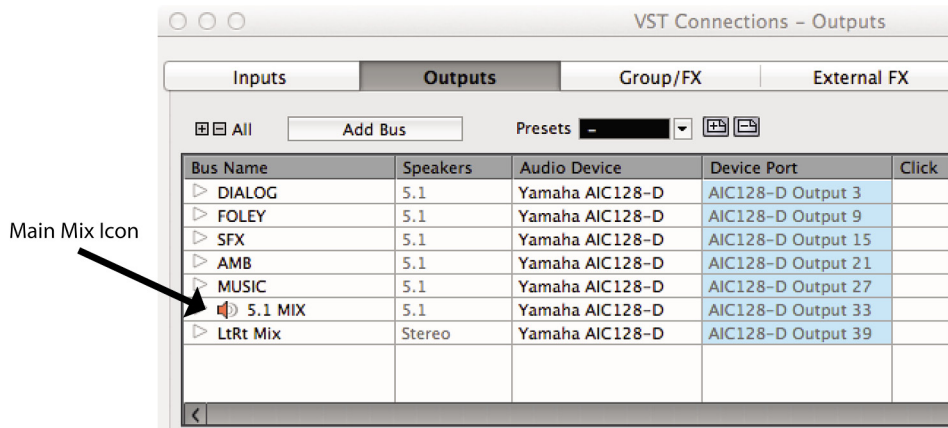 VST Connections – Outputs
Inputs Outputs Group/FX External FX
All Add Bus Presets –
Bus Name Speakers Audio Device Device Port Click
DIALOG 5.1 Yamaha AIC128-D AIC128-D Output 3
FOLEY 5.1 Yamaha AIC128-D AIC128-D Output 9
SFX 5.1 Yamaha AIC128-D AIC128-D Output 15
Main Mix Icon
AMB 5.1 Yamaha AIC128-D AIC128-D Output 21
MUSIC 5.1 Yamaha AIC128-D AIC128-D Output 27
5.1 MIX 5.1 Yamaha AIC128-D AIC128-D Output 33
LtRt Mix Stereo Yamaha AIC128-D AIC128-D Output 39